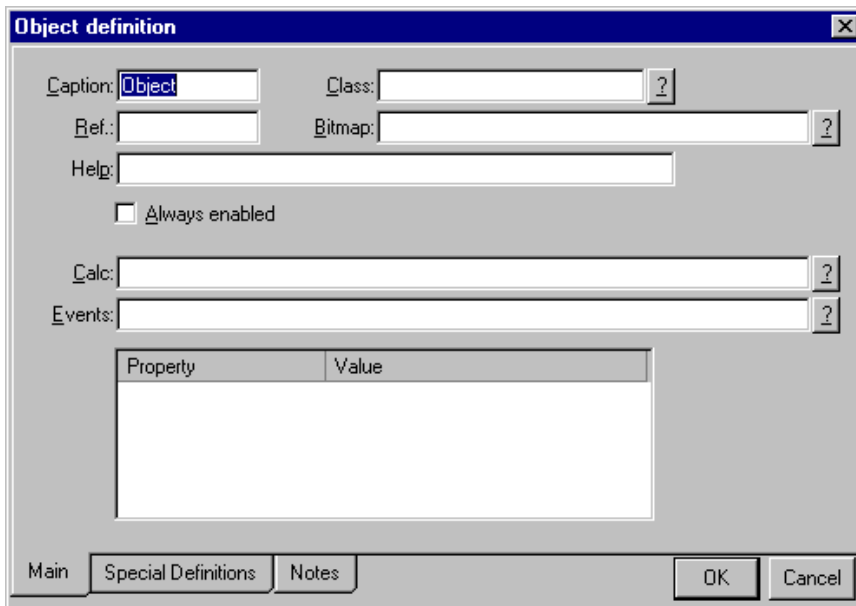 Object definition
Caption: Object Class: ?
Ref.: Bitmap: ?
Help:
Always enabled
Calc: ?
Events: ?
Property Value
Main Special Definitions Notes OK Cancel